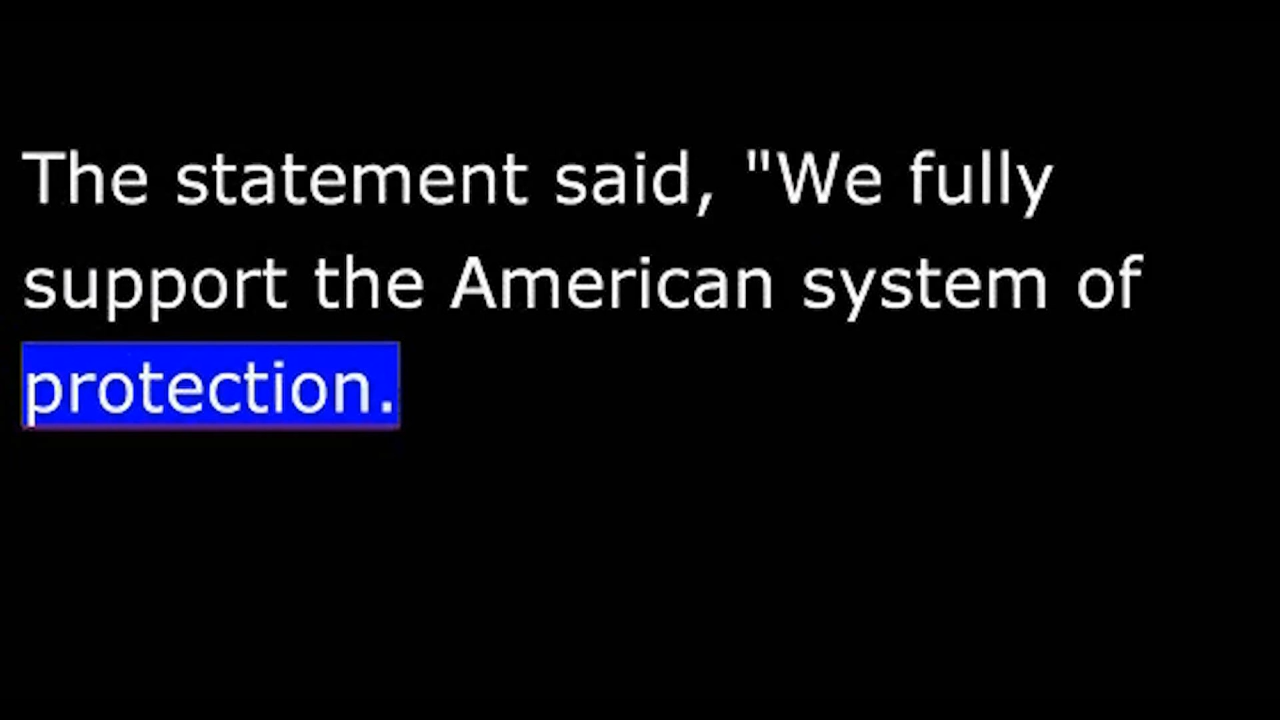 The statement said, "We fully
support the American system of
protection.